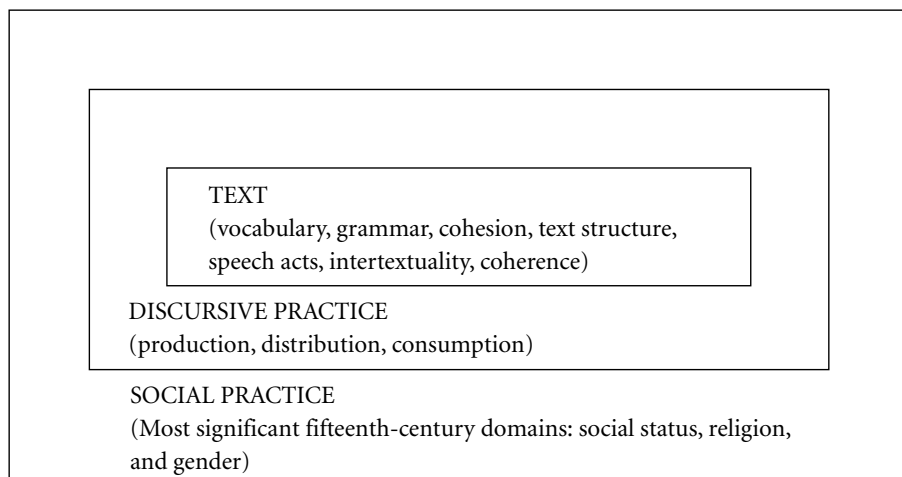 TEXT
(vocabulary, grammar, cohesion, text structure,
speech acts, intertextuality, coherence)
DISCURSIVE PRACTICE
(production, distribution, consumption)
SOCIAL PRACTICE
(Most significant fifteenth-century domains: social status, religion,
and gender)